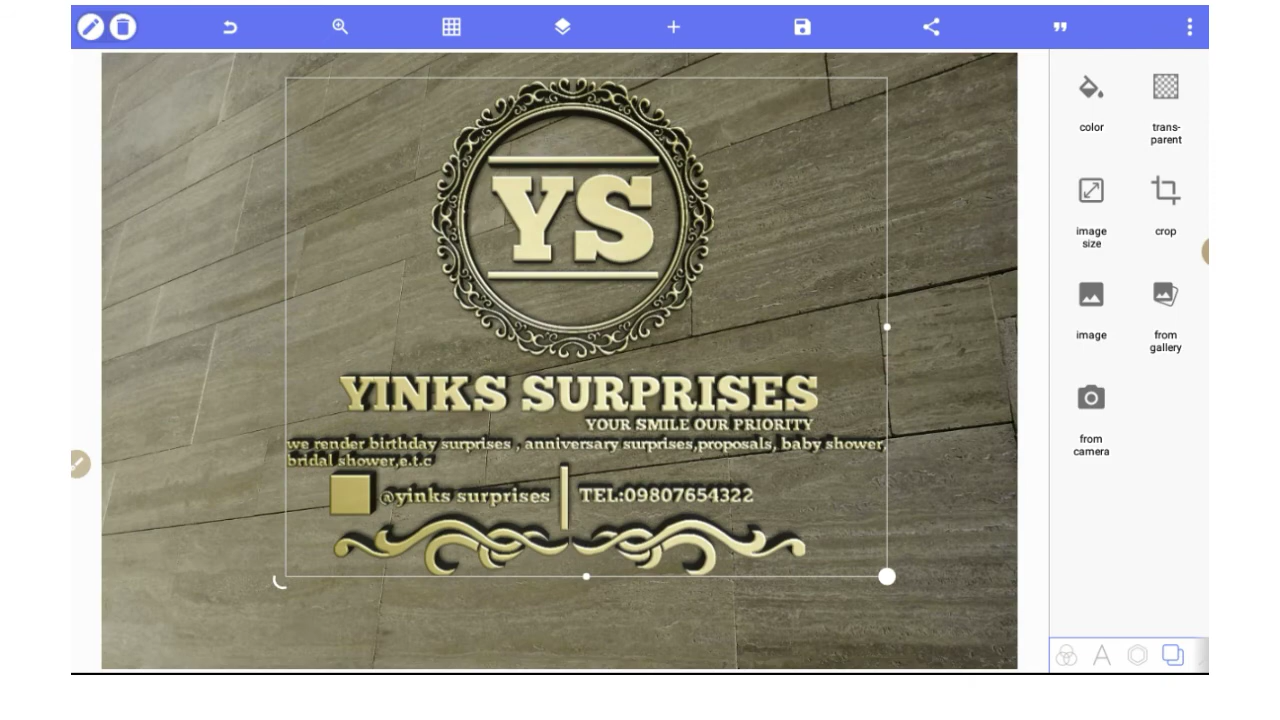 YS
YINKS SURPRISES
YOUR SMILE OUR PRIORITY
we render birthday surprises , anniversary surprises,proposals, baby shower,
bridal shower,e.t.c
@yinks surprises
TEL:09807654322
color
trans-
parent
image
size
crop
image
from
gallery
from
camera